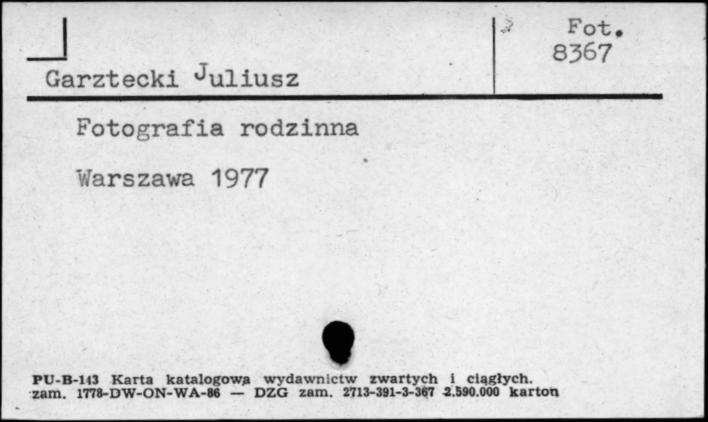 Fot.
8367
Garztecki Juliusz
Fotografia rodzinna
Warszawa 1977
PU-B-143 Karta katalogowa wydawnictw zwartych i ciągłych.
zam. 1778-DW-ON-WA-86 — DZG zam. 2713-391-3-367 2.590.000 karton